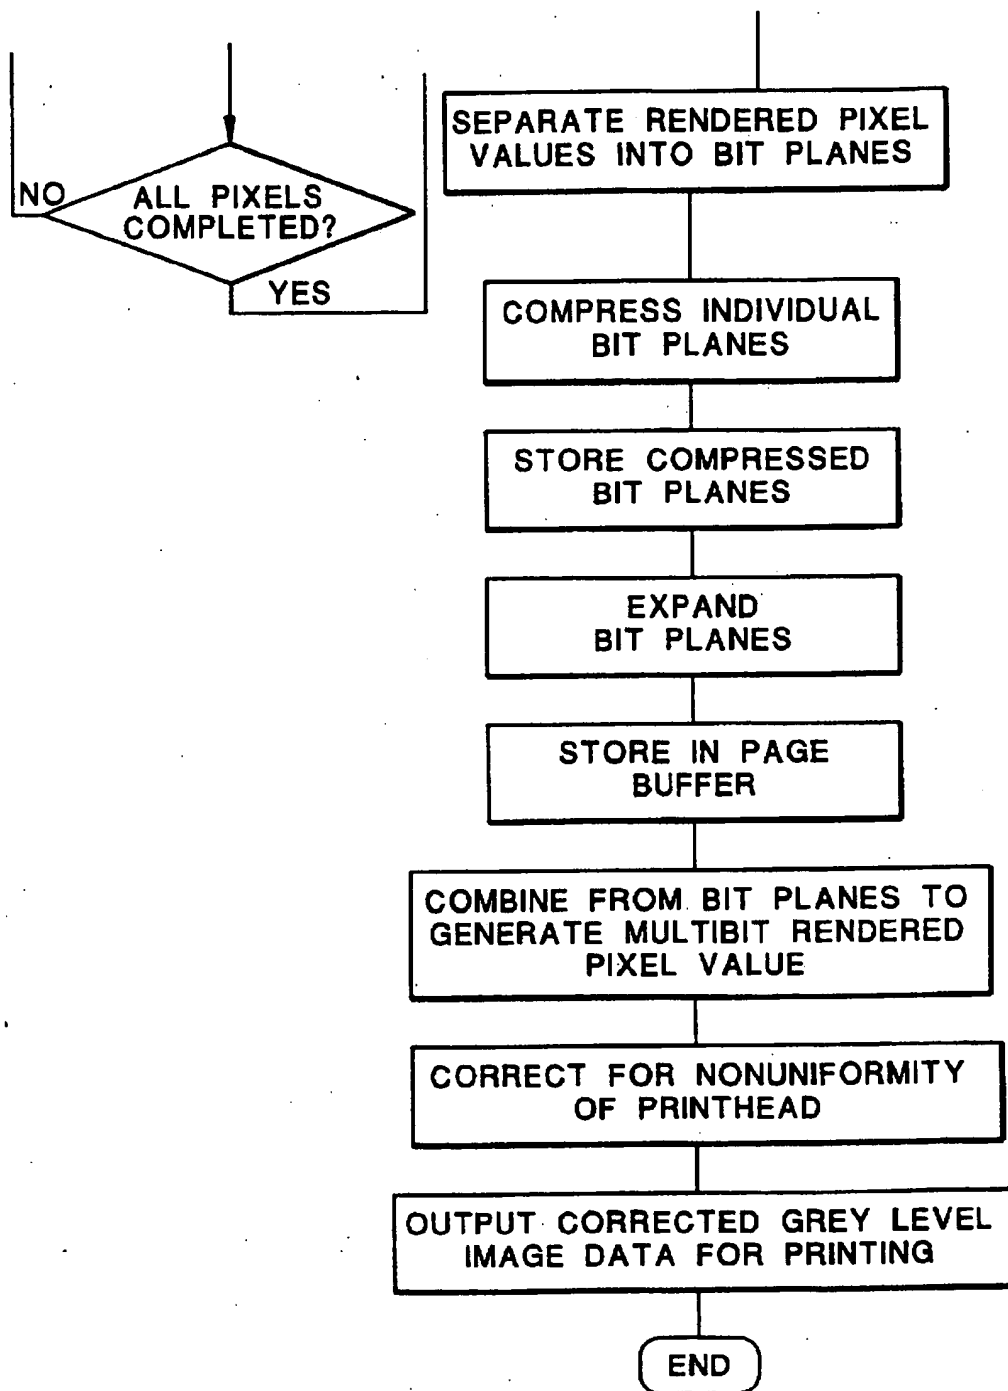 NO
ALL PIXELS
COMPLETED?
YES
SEPARATE RENDERED PIXEL
VALUES INTO BIT PLANES
COMPRESS INDIVIDUAL
BIT PLANES
STORE COMPRESSED
BIT PLANES
EXPAND
BIT PLANES
STORE IN PAGE
BUFFER
COMBINE FROM BIT PLANES TO
GENERATE MULTIBIT RENDERED
PIXEL VALUE
CORRECT FOR NONUNIFORMITY
OF PRINTHEAD
OUTPUT CORRECTED GREY LEVEL
IMAGE DATA FOR PRINTING
END